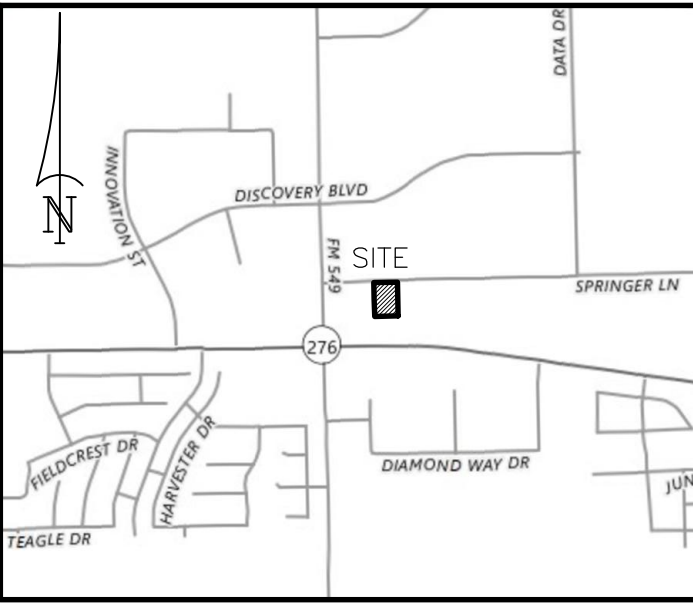 DATA DR
INNOVATION ST
DISCOVERY BLVD
N
FM 549
SITE
SPRINGER LN
276
FIELDCREST DR
HARVESTER DR
DIAMOND WAY DR
JUN
TEAGLE DR